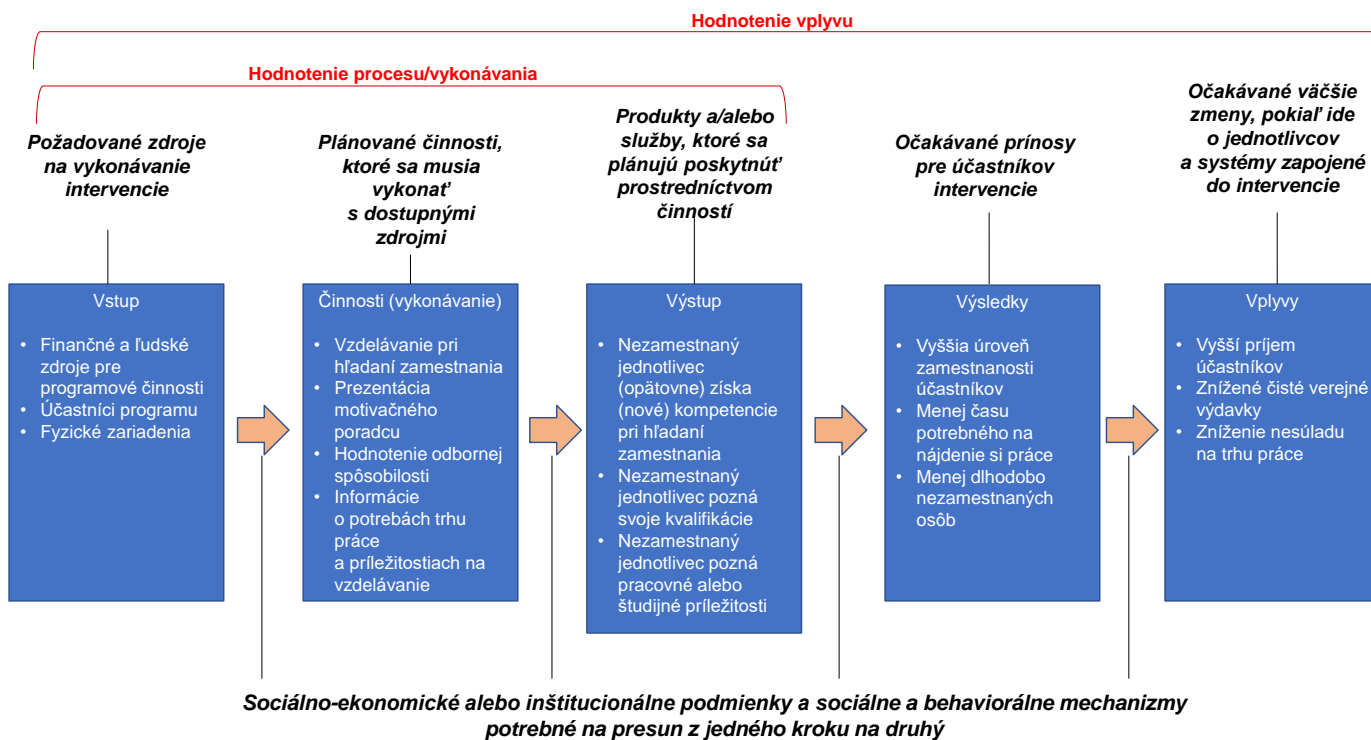 Hodnotenie vplyvu
Hodnotenie procesu/vykonávania
Požadované zdroje
na vykonávanie
intervencie
Plánované činnosti,
ktoré sa musia
vykonať
s dostupnými
zdrojmi
Produkty a/alebo
služby, ktoré sa
plánujú poskytnúť
prostredníctvom
činností
Očakávané prínosy
pre účastníkov
intervencie
Očakávané väčšie
zmeny, pokiaľ ide
o jednotlivcov
a systémy zapojené
do intervencie
Vstup
• Finančné a ľudské
zdroje pre
programové činnosti
• Účastníci programu
• Fyzické zariadenia
Činnosti (vykonávanie)
• Vzdelávanie pri
hľadaní zamestnania
• Prezentácia
motivačného
poradcu
• Hodnotenie odbornej
spôsobilosti
• Informácie
o potrebách trhu
práce
a príležitostiach na
vzdelávanie
Výstup
• Nezamestnaný
jednotlivec
(opätovne) získa
(nové) kompetencie
pri hľadaní
zamestnania
• Nezamestnaný
jednotlivec pozná
svoje kvalifikácie
• Nezamestnaný
jednotlivec pozná
pracovné alebo
študijné príležitosti
Výsledky
• Vyššia úroveň
zamestnanosti
účastníkov
• Menej času
potrebného na
nájdenie si práce
• Menej dlhodobo
nezamestnaných
osôb
Vplyvy
• Vyšší príjem
účastníkov
• Znížené čisté verejné
výdavky
• Zníženie nesúladu
na trhu práce
Sociálno-ekonomické alebo inštitucionálne podmienky a sociálne a behaviorálne mechanizmy
potrebné na presun z jedného kroku na druhý